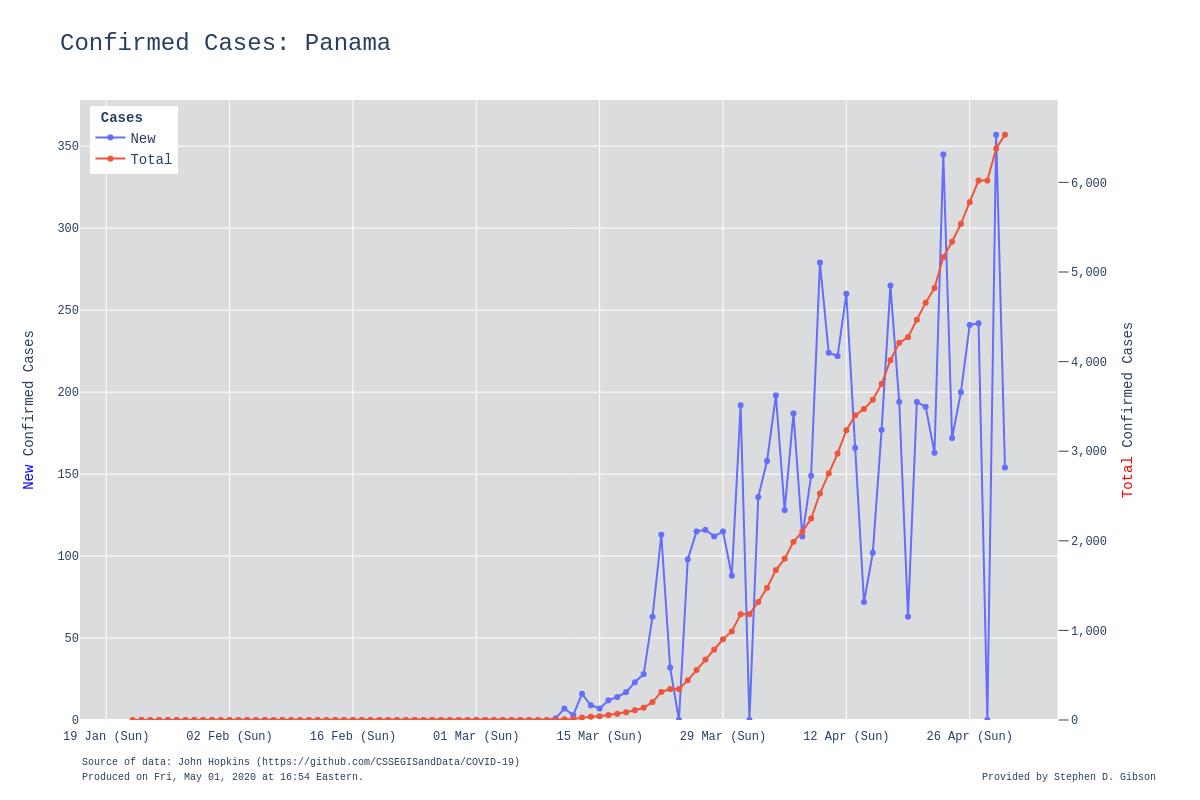 Confirmed Cases: Panama
Cases
New
Total
350
300
250
200
150
100
50
0
6,000
5,000
4,000
3,000
2,000
1,000
0
New Confirmed Cases
Total Confirmed Cases
19 Jan (Sun) 02 Feb (Sun) 16 Feb (Sun) 01 Mar (Sun) 15 Mar (Sun) 29 Mar (Sun) 12 Apr (Sun) 26 Apr (Sun)
Source of data: John Hopkins (https://github.com/CSSEGISandData/COVID-19)
Produced on Fri, May 01, 2020 at 16:54 Eastern.
Provided by Stephen D. Gibson